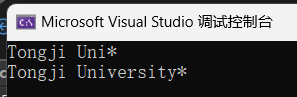 Microsoft Visual Studio 调试控制台
Tongji Uni*
Tongji University*